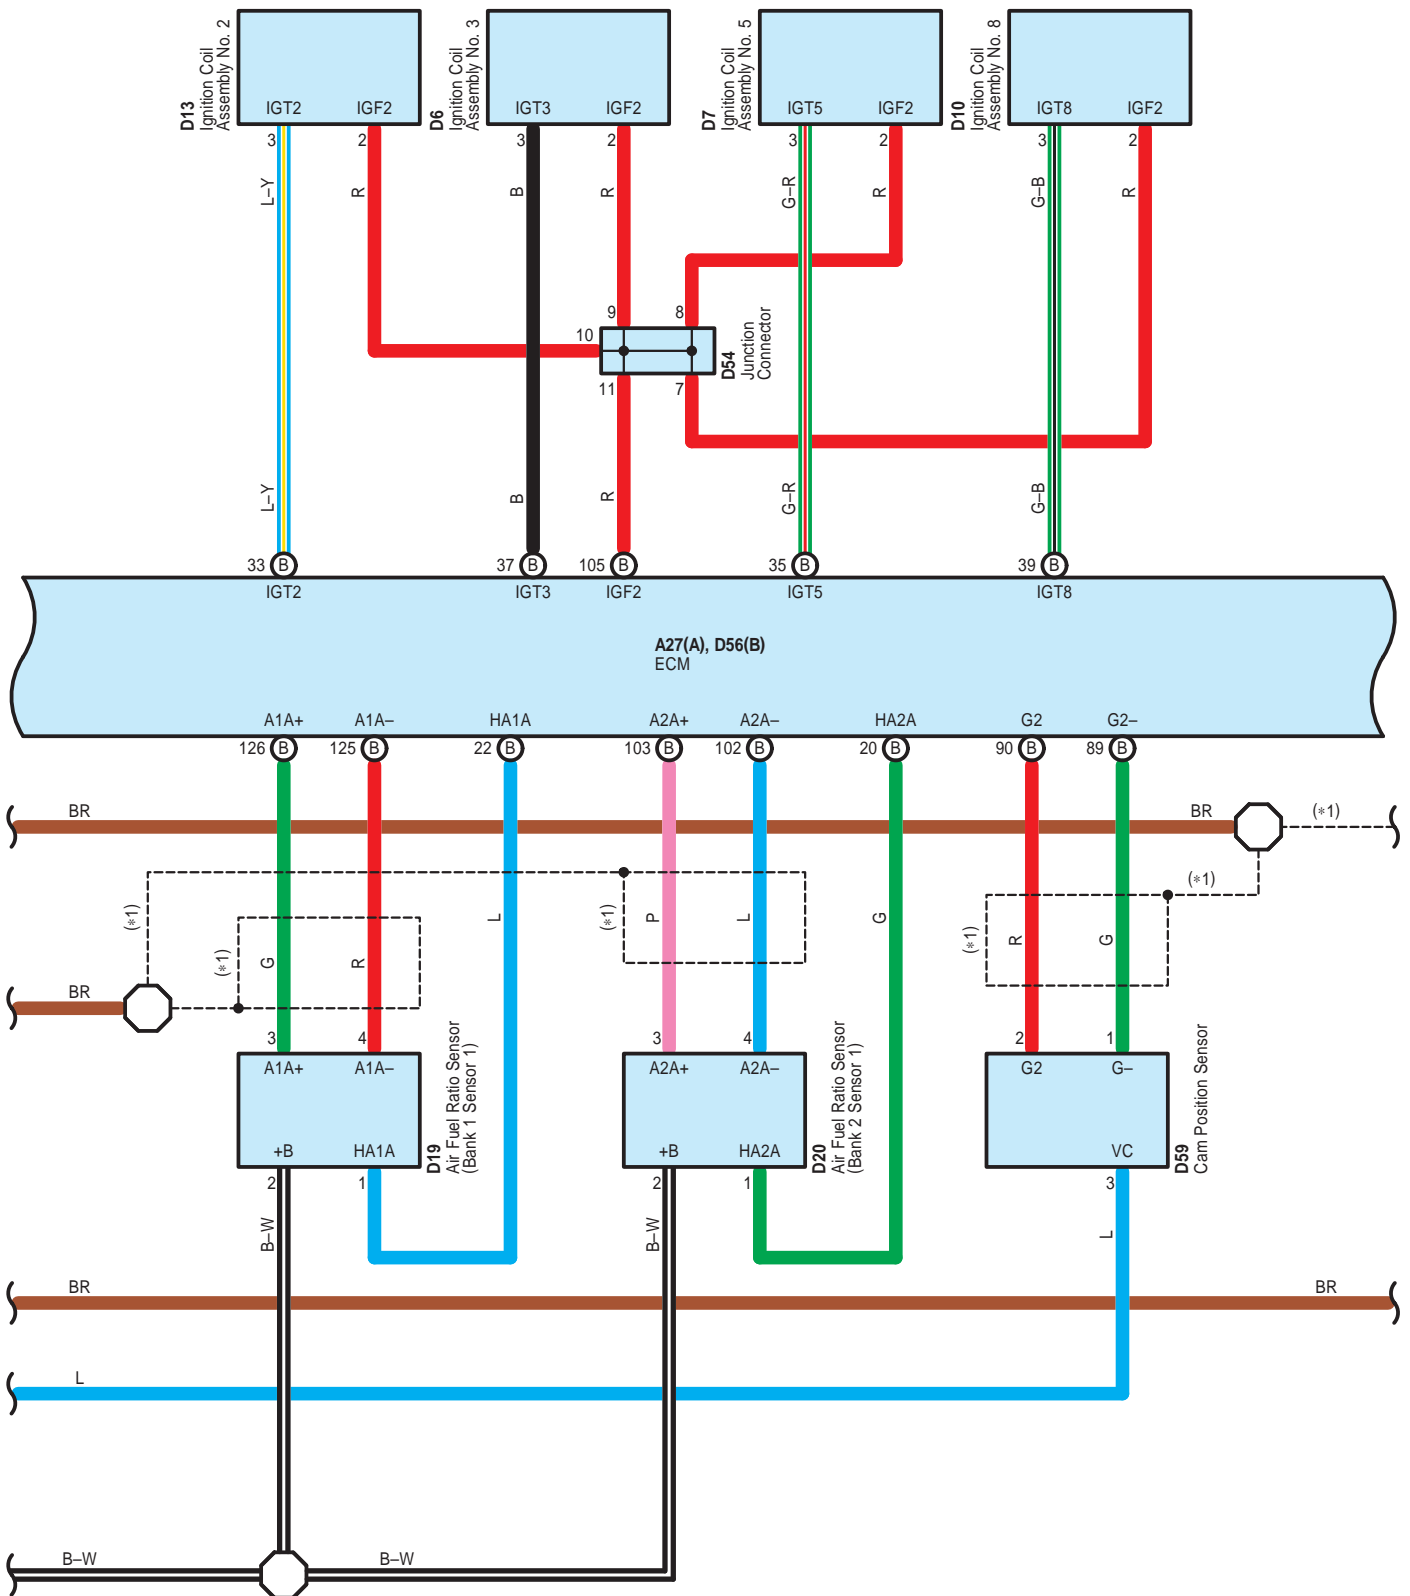 D13
Ignition Coil
Assembly No. 2
IGT2 IGF2
D6
Ignition Coil
Assembly No. 3
IGT3 IGF2
D7
Ignition Coil
Assembly No. 5
IGT5 IGF2
D10
Ignition Coil
Assembly No. 8
IGT8 IGF2
3 2 3 2 3 2 3 2
L–Y R B R G–R R G–B R
9 8
10
11 7
D54
Junction
Connector
L–Y B R G–R G–B
33 B 37 B 105 B 35 B 39 B
IGT2 IGT3 IGF2 IGT5 IGT8
A27(A), D56(B)
ECM
A1A+ A1A– HA1A A2A+ A2A– HA2A G2 G2–
126 B 125 B 22 B 103 B 102 B 20 B 90 B 89 B
BR BR (∗1)
(∗1)
(∗1) L (∗1) P L G
(∗1) G R (∗1) R G
BR
3 4 3 4 2 1
A1A+ A1A–
+B HA1A
D19
Air Fuel Ratio Sensor
(Bank 1 Sensor 1)
A2A+ A2A–
+B HA2A
D20
Air Fuel Ratio Sensor
(Bank 2 Sensor 1)
G2 G–
VC
D59
Cam Position Sensor
2 1 2 1 3
B–W B–W L
BR BR
L
B–W B–W